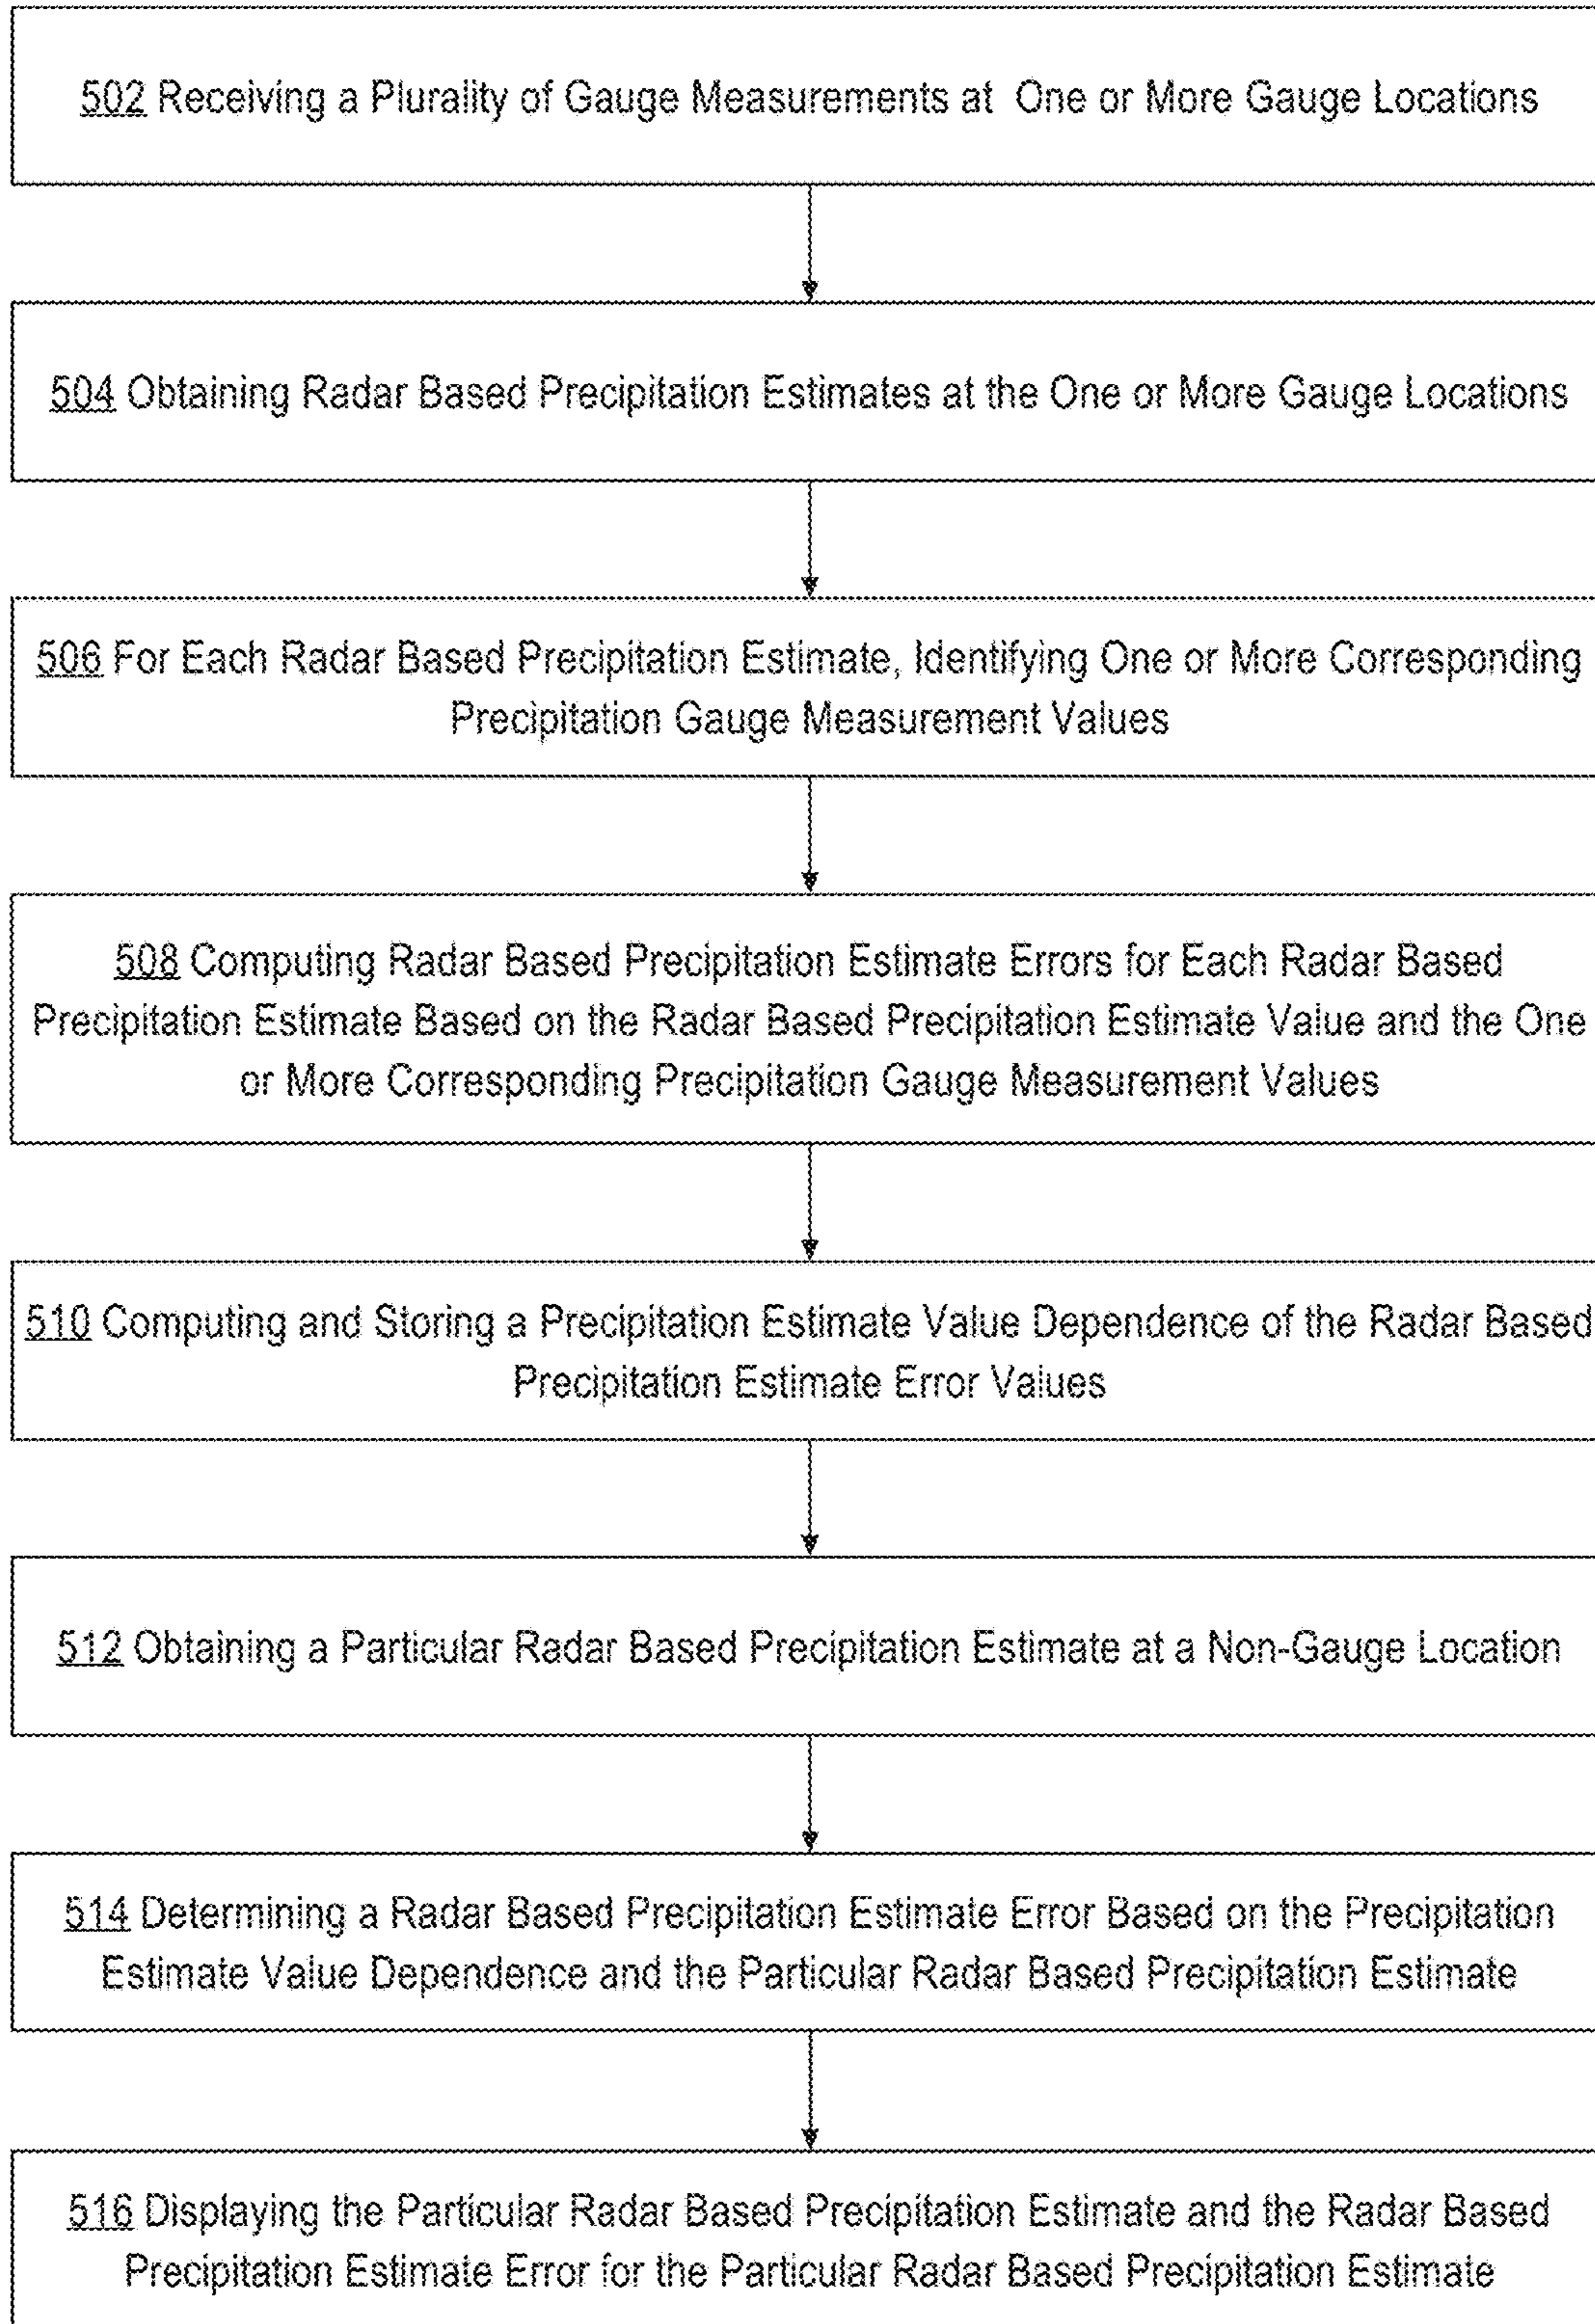 502 Receiving a Plurality of Gauge Measurements at One or More Gauge Locations
504 Obtaining Radar Based Precipitation Estimates at the One or More Gauge Locations
506 For Each Radar Based Precipitation Estimate, Identifying One or More Corresponding
Precipitation Gauge Measurement Values
508 Computing Radar Based Precipitation Estimate Errors for Each Radar Based
Precipitation Estimate Based on the Radar Based Precipitation Estimate Value and the One
or More Corresponding Precipitation Gauge Measurement Values
510 Computing and Storing a Precipitation Estimate Value Dependence of the Radar Based
Precipitation Estimate Error Values
512 Obtaining a Particular Radar Based Precipitation Estimate at a Non-Gauge Location
514 Determining a Radar Based Precipitation Estimate Error Based on the Precipitation
Estimate Value Dependence and the Particular Radar Based Precipitation Estimate
516 Displaying the Particular Radar Based Precipitation Estimate and the Radar Based
Precipitation Estimate Error for the Particular Radar Based Precipitation Estimate